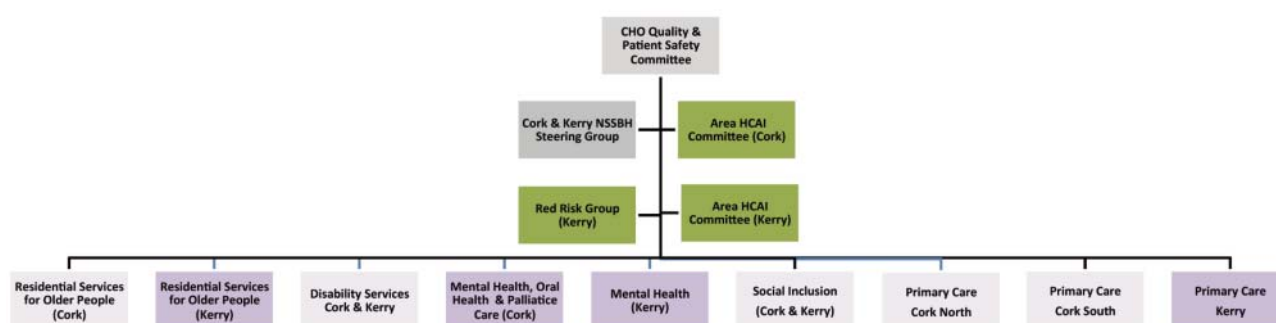 CHO Quality &
Patient Safety
Committee
Cork & Kerry NSSBH
Steering Group
Area HCAI
Committee (Cork)
Red Risk Group
(Kerry)
Area HCAI
Committee (Kerry)
Residential Services
for Older People
(Cork)
Residential Services
for Older People
(Kerry)
Disability Services
Cork & Kerry
Mental Health, Oral
Health & Palliatice
Care (Cork)
Mental Health
(Kerry)
Social Inclusion
(Cork & Kerry)
Primary Care
Cork North
Primary Care
Cork South
Primary Care
Kerry